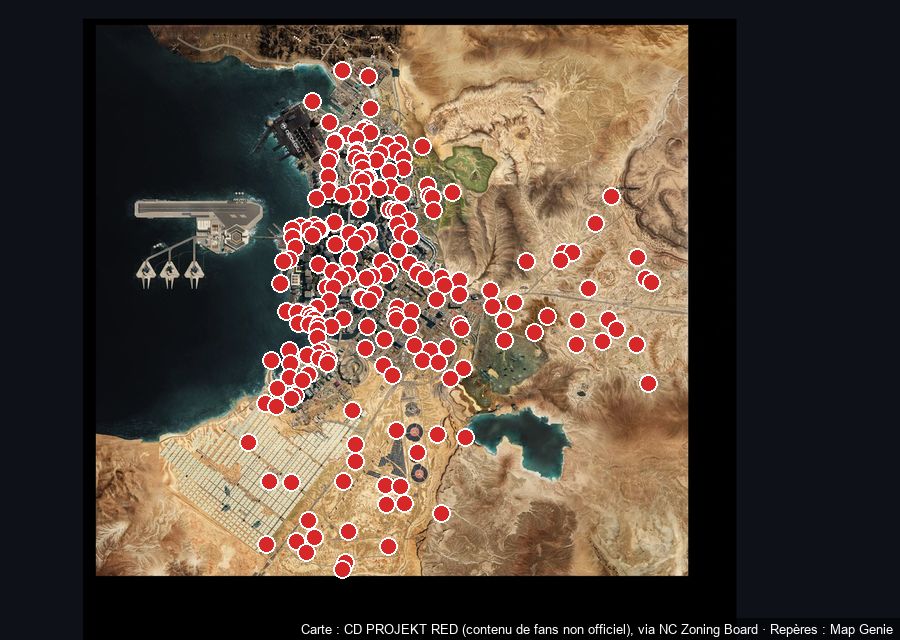 Carte : CD PROJEKT RED (contenu de fans non officiel), via NC Zoning Board · Repères : Map Genie